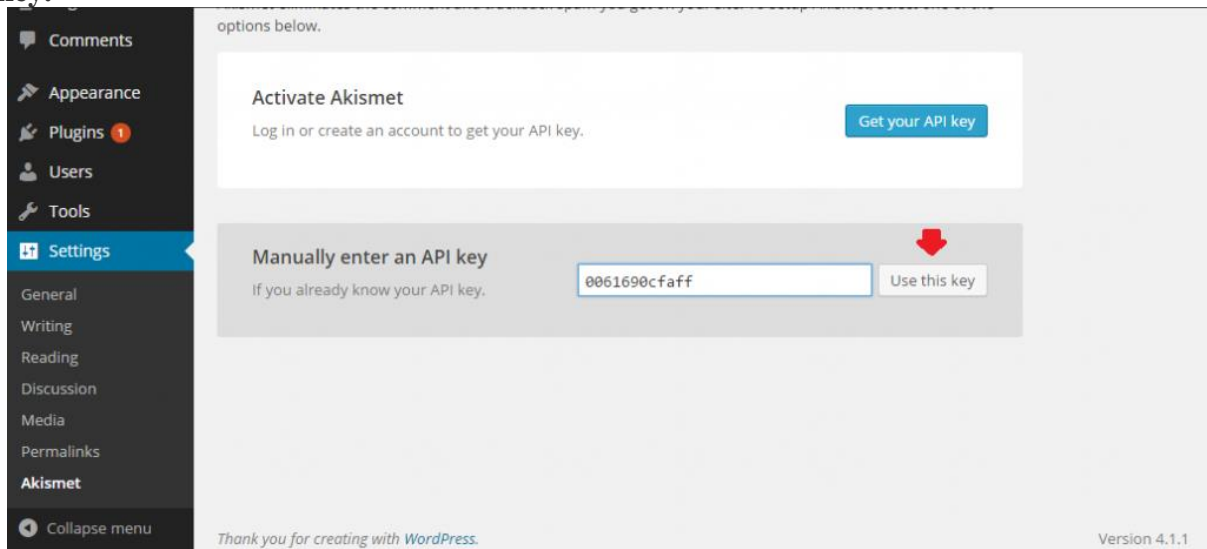 Comments
Appearance
Plugins 1
Users
Tools
Settings
General
Writing
Reading
Discussion
Media
Permalinks
Akismet
Collapse menu
options below.
Activate Akismet
Log in or create an account to get your API key.
Get your API key
Manually enter an API key
If you already know your API key.
0061690cfaff
Use this key
Thank you for creating with WordPress.
Version 4.1.1